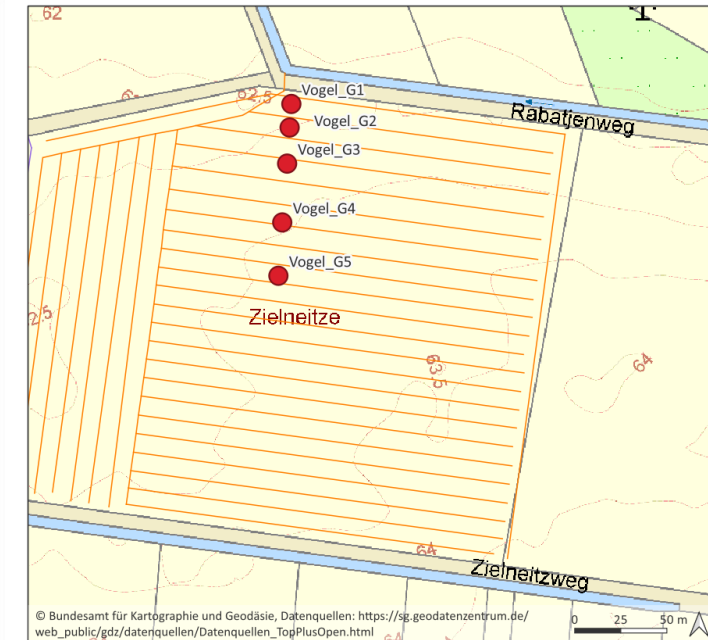 62
62.5
Vogel_G1
Vogel_G2
Rabatjenweg
Vogel_G3
Vogel_G4
Vogel_G5
Zielneitze
2.5
63.5
64
64
Zielneitzweg
© Bundesamt für Kartographie und Geodäsie, Datenquellen: https://sg.geodatenzentrum.de/
web_public/gdz/datenquellen/Datenquellen_TopPlusOpen.html
0 25 50 m
64